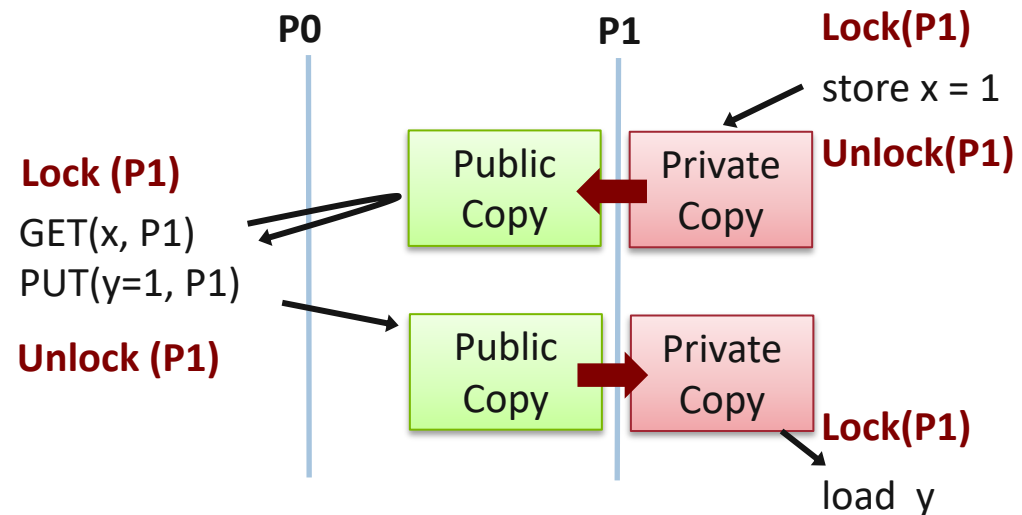 P0
P1
Lock(P1)
store x = 1
Unlock(P1)
Public
Copy
Private
Copy
Lock (P1)
GET(x, P1)
PUT(y=1, P1)
Unlock (P1)
Public
Copy
Private
Copy
Lock(P1)
load y